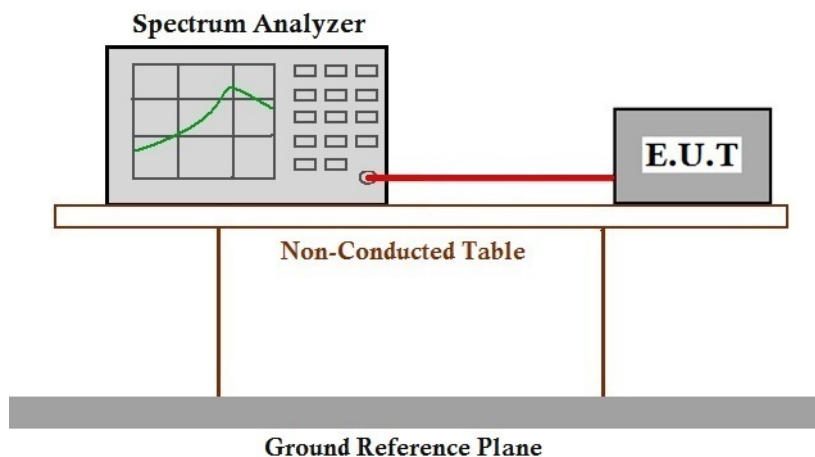 Spectrum Analyzer
E.U.T
Non-Conducted Table
Ground Reference Plane